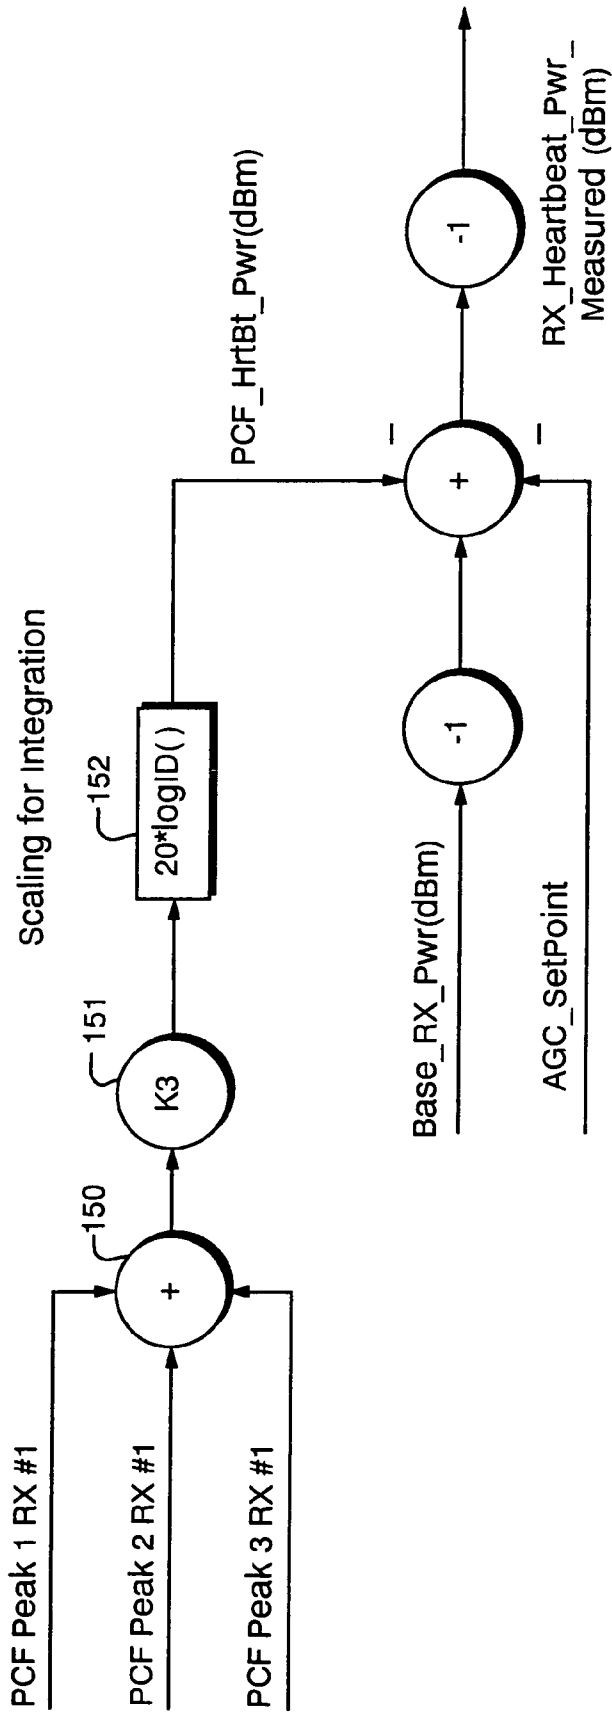 Scaling for Integration
PCF Peak 1 RX #1
PCF Peak 2 RX #1
PCF Peak 3 RX #1
150
+
151
K3
152
20*logID( )
PCF_HrtBt_Pwr(dBm)
Base_RX_Pwr(dBm)
AGC_SetPoint
-1
–
+
–
-1
RX_Heartbeat_Pwr_
Measured (dBm)